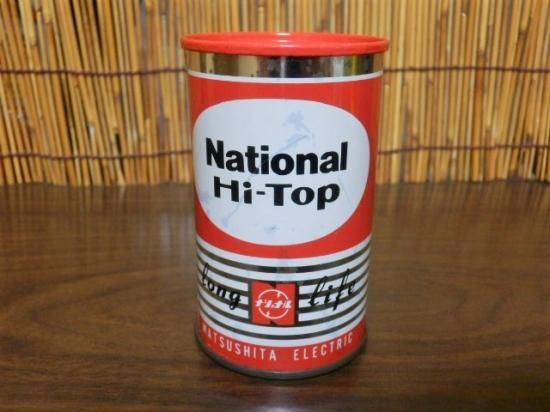 National
Hi-Top
long N life
ナショナル
MATSUSHITA ELECTRIC